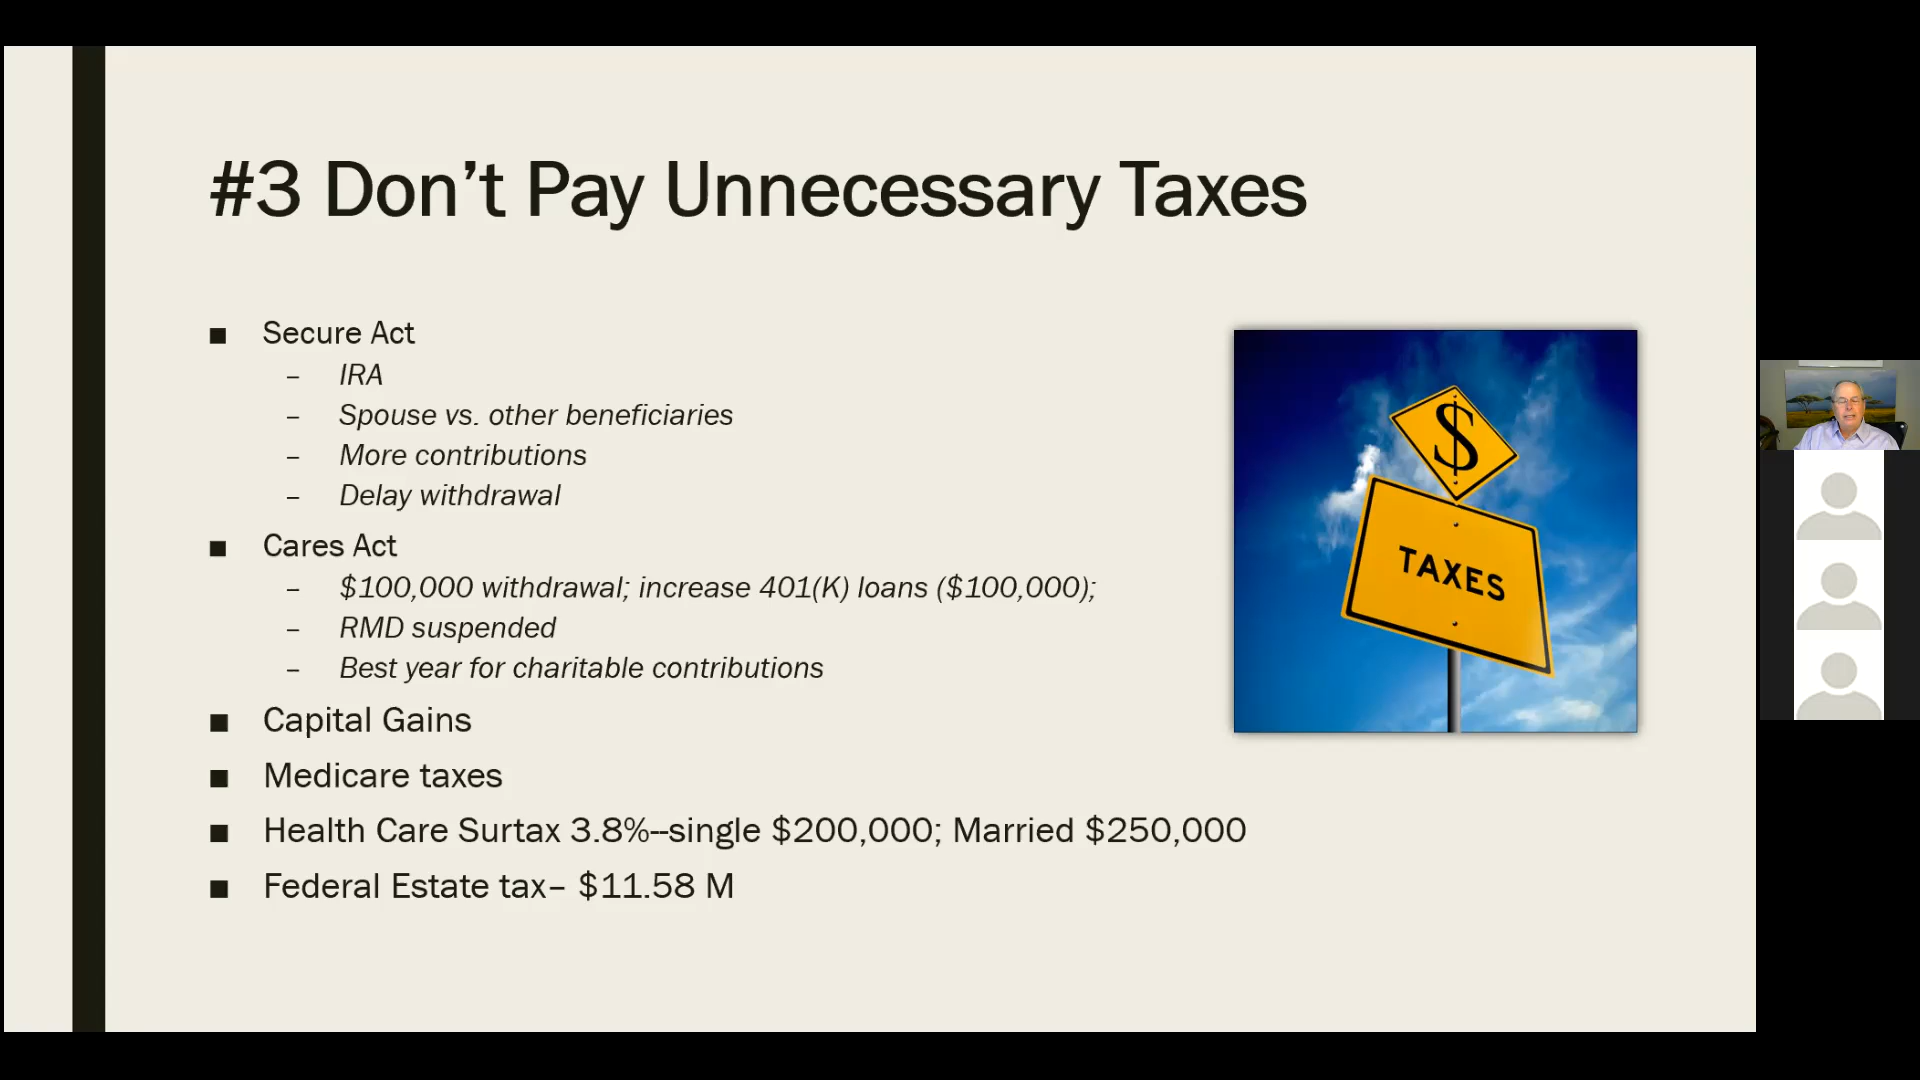 #3 Don’t Pay Unnecessary Taxes
■ Secure Act
– IRA
– Spouse vs. other beneficiaries
– More contributions
– Delay withdrawal
■ Cares Act
– $100,000 withdrawal; increase 401(K) loans ($100,000);
– RMD suspended
– Best year for charitable contributions
■ Capital Gains
■ Medicare taxes
■ Health Care Surtax 3.8%--single $200,000; Married $250,000
■ Federal Estate tax– $11.58 M
$
TAXES